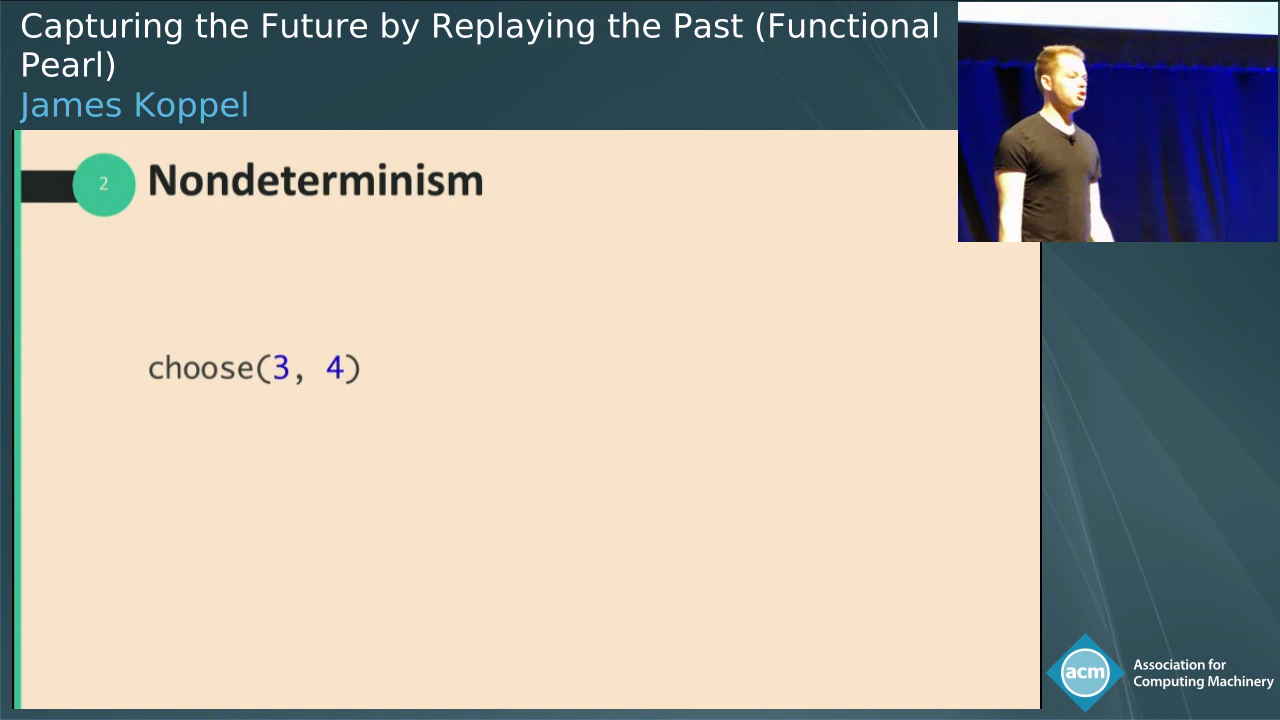 Capturing the Future by Replaying the Past (Functional
Pearl)
James Koppel
2
Nondeterminism
choose(3, 4)
acm
Association for
Computing Machinery